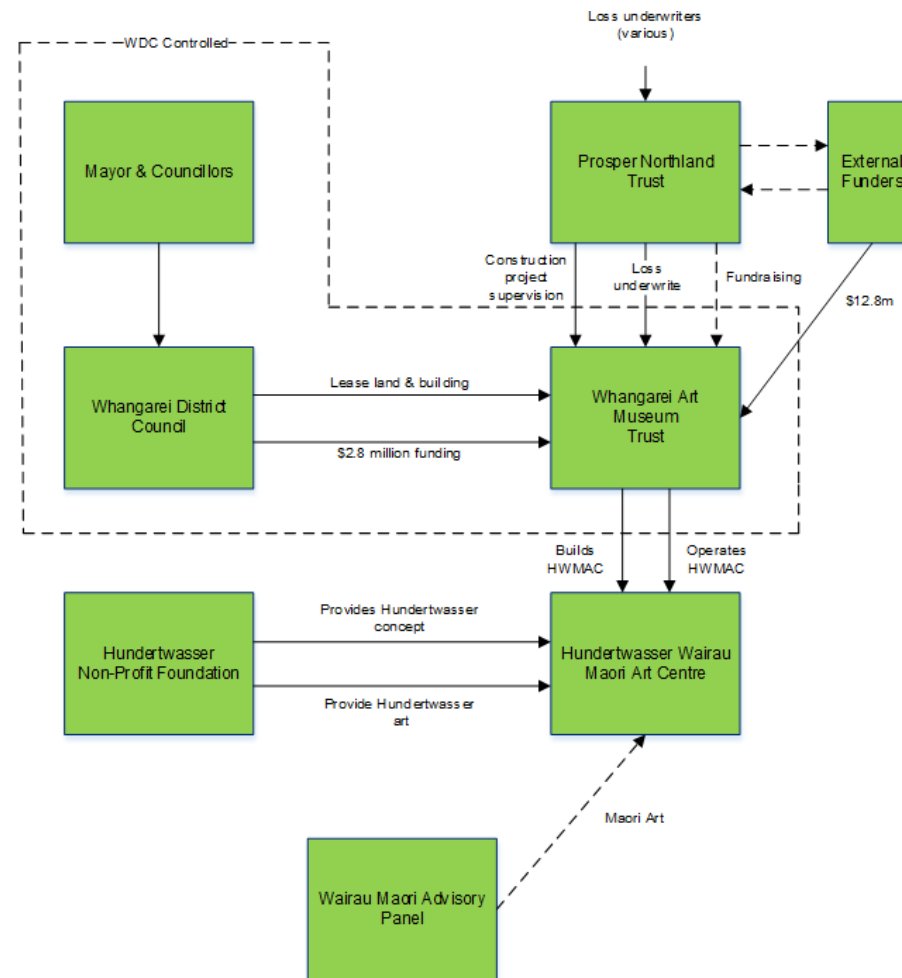 Loss underwriters
(various)
WDC Controlled
Mayor & Councillors
Prosper Northland
Trust
External
Funders
Construction
project
supervision
Loss
underwrite
Fundraising
$12.8m
Whangarei District
Council
Lease land & building
$2.8 million funding
Whangarei Art
Museum
Trust
Builds
HWMAC
Operates
HWMAC
Hundertwasser
Non-Profit Foundation
Provides Hundertwasser
concept
Provide Hundertwasser
art
Hundertwasser Wairau
Maori Art Centre
Maori Art
Wairau Maori Advisory
Panel